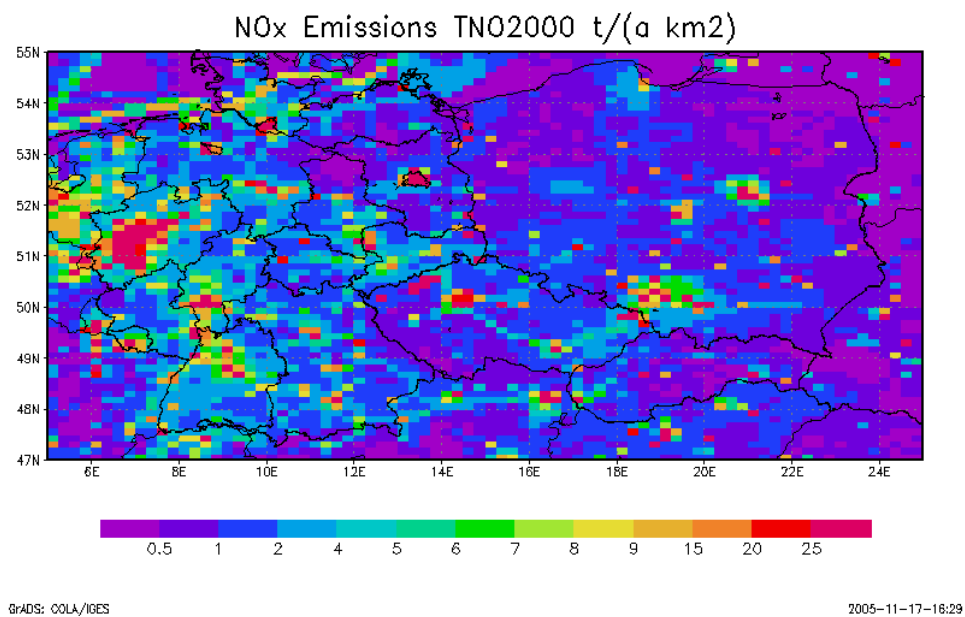 NOx Emissions TNO2000 t/(a km2)
55N
54N
53N
52N
51N
50N
49N
48N
47N
6E 8E 10E 12E 14E 16E 18E 20E 22E 24E
0.5 1 2 4 5 6 7 8 9 15 20 25
GrADS: COLA/IGES 2005-11-17-16:29